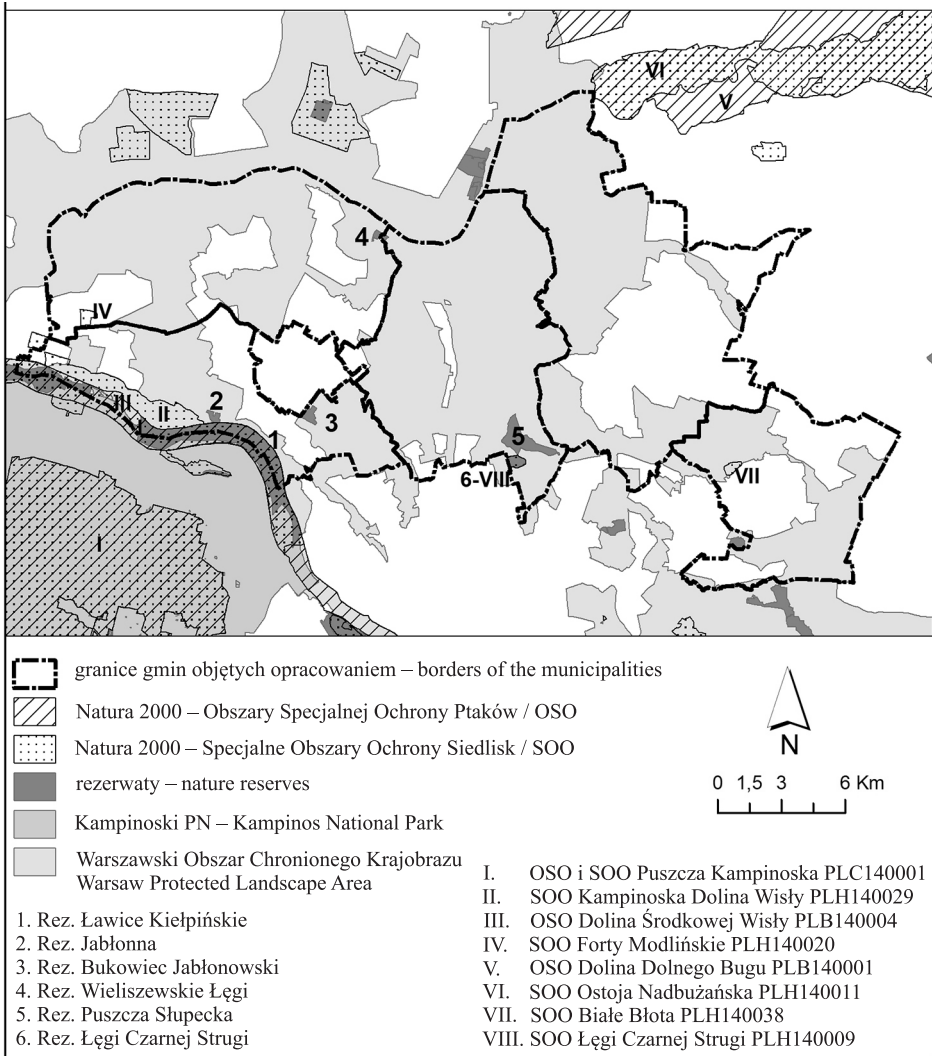 VI
V
4
IV
III
II
2
1
3
5
6-VIII
VII
I
granice gmin objętych opracowaniem – borders of the municipalities
Natura 2000 – Obszary Specjalnej Ochrony Ptaków / OSO
Natura 2000 – Specjalne Obszary Ochrony Siedlisk / SOO
rezerwaty – nature reserves
Kampinoski PN – Kampinos National Park
Warszawski Obszar Chronionego Krajobrazu
Warsaw Protected Landscape Area
N
0 1,5 3 6 Km
1. Rez. Ławice Kiełpińskie
2. Rez. Jabłonna
3. Rez. Bukowiec Jabłonowski
4. Rez. Wieliszewskie Łęgi
5. Rez. Puszcza Słupecka
6. Rez. Łęgi Czarnej Strugi
I. OSO i SOO Puszcza Kampinoska PLC140001
II. SOO Kampinoska Dolina Wisły PLH140029
III. OSO Dolina Środkowej Wisły PLB140004
IV. SOO Forty Modlińskie PLH140020
V. OSO Dolina Dolnego Bugu PLB140001
VI. SOO Ostoja Nadbużańska PLH140011
VII. SOO Białe Błota PLH140038
VIII. SOO Łęgi Czarnej Strugi PLH140009